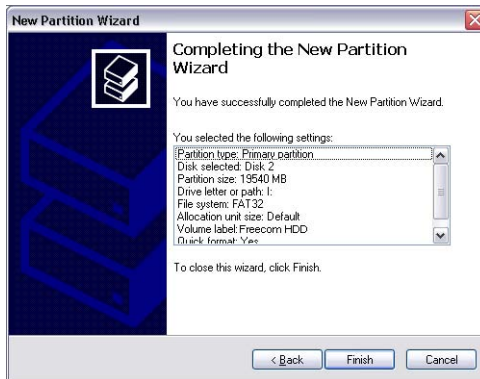 New Partition Wizard
Completing the New Partition
Wizard
You have successfully completed the New Partition Wizard.
You selected the following settings:
Partition type: Primary partition
Disk selected: Disk 2
Partition size: 19540 MB
Drive letter or path: I:
File system: FAT32
Allocation unit size: Default
Volume label: Freecom HDD
Quick format: Yes
To close this wizard, click Finish.
< Back
Finish
Cancel